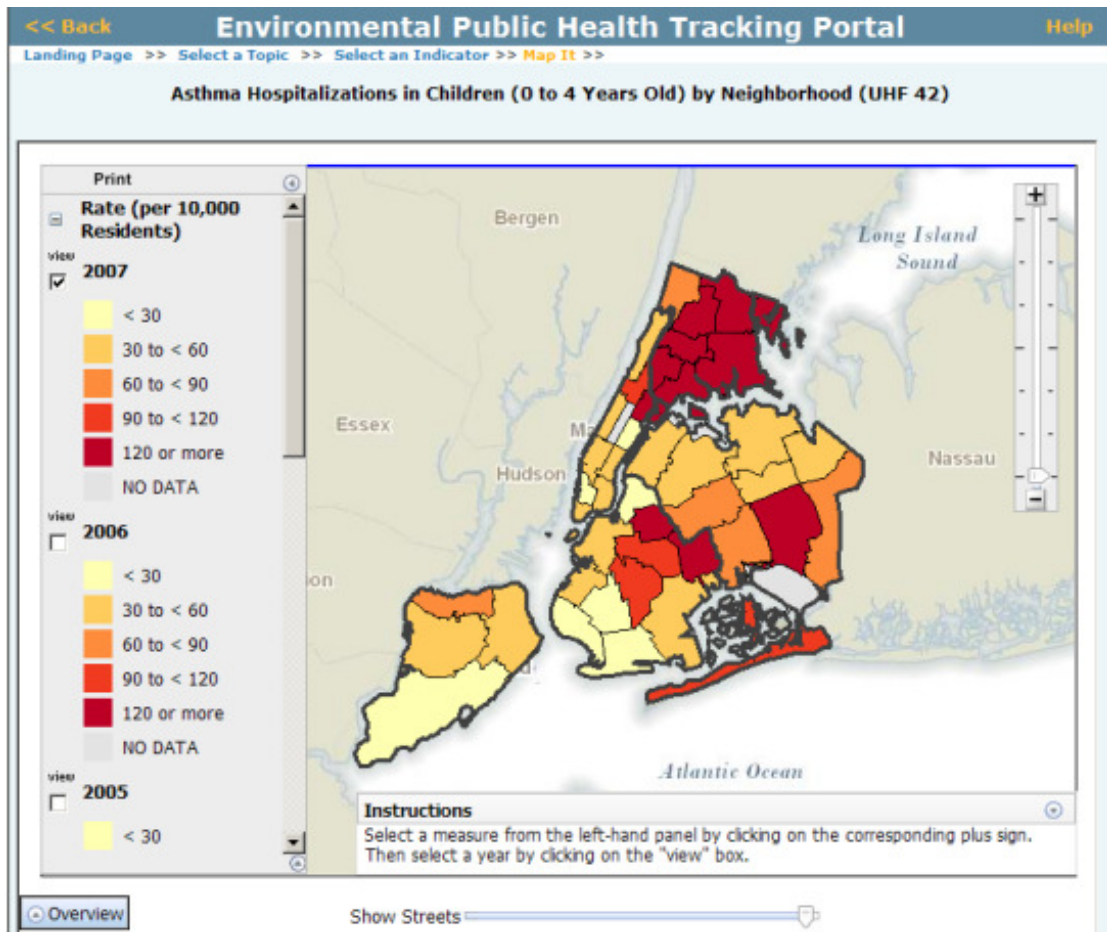 << Back
Environmental Public Health Tracking Portal
Help
Landing Page >> Select a Topic >> Select an Indicator >> Map It >>
Asthma Hospitalizations in Children (0 to 4 Years Old) by Neighborhood (UHF 42)
Print
Rate (per 10,000
Residents)
view
2007
< 30
30 to < 60
60 to < 90
90 to < 120
120 or more
NO DATA
view
2006
< 30
30 to < 60
60 to < 90
90 to < 120
120 or more
NO DATA
view
2005
< 30
Bergen
Long Island
Sound
Essex
Hudson
Nassau
Atlantic Ocean
Instructions
Select a measure from the left-hand panel by clicking on the corresponding plus sign.
Then select a year by clicking on the "view" box.
Overview
Show Streets